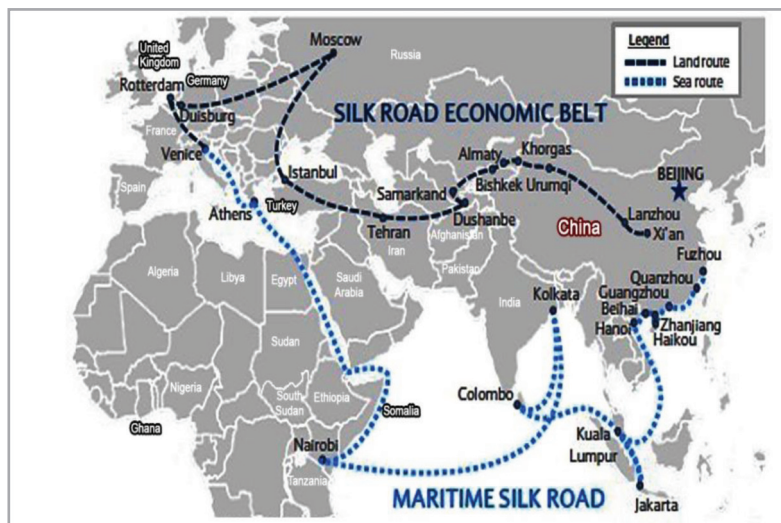 Moscow
Russia
Legend
Land route
Sea route
United
Kingdom
Germany
Rotterdam
Duisburg
SILK ROAD ECONOMIC BELT
France
Venice
Almaty
Khorgas
Istanbul
Samarkand
Bishkek
Urumqi
BEIJING
Spain
Athens
Turkey
Dushanbe
Lanzhou
Tehran
Iran
Afghanistan
China
Xi'an
Fuzhou
Algeria
Libya
Egypt
Saudi
Arabia
Pakistan
India
Kolkata
Quanzhou
Guangzhou
Beihai
Hanoi
Zhanjiang
Haikou
Sudan
Nigeria
South
Sudan
Ethiopia
Colombo
Somalia
Ghana
Nairobi
Kuala
Lumpur
Tanzania
MARITIME SILK ROAD
Jakarta